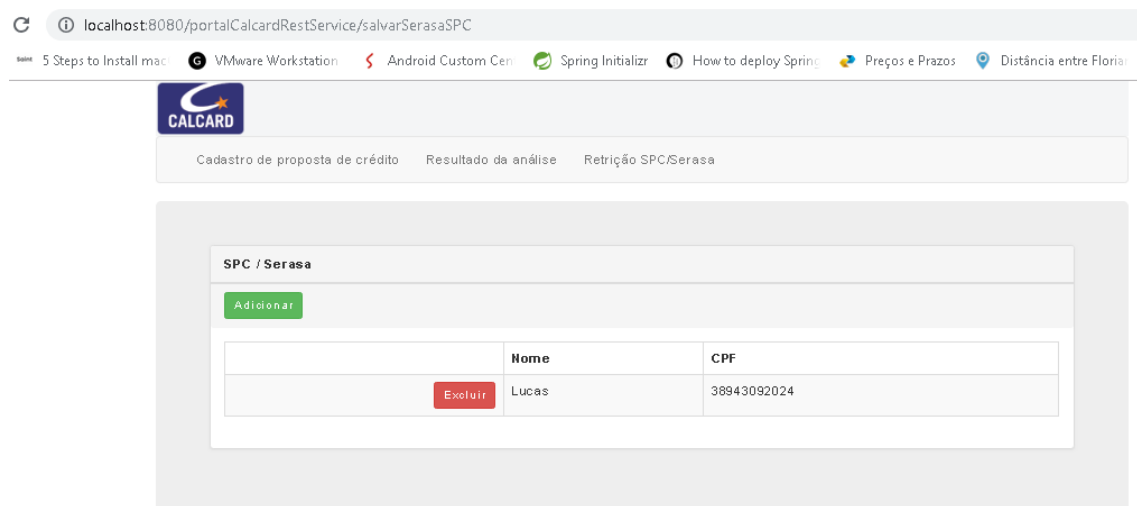 localhost:8080/portalCalcardRestService/salvarSerasaSPC
5 Steps to Install mac VMware Workstation Android Custom Cen Spring Initializr How to deploy Spring Preços e Prazos Distância entre Florian
CALCARD
Cadastro de proposta de crédito Resultado da análise Retrição SPC/Serasa
SPC / Serasa
Adicionar
Nome CPF
Excluir Lucas 38943092024